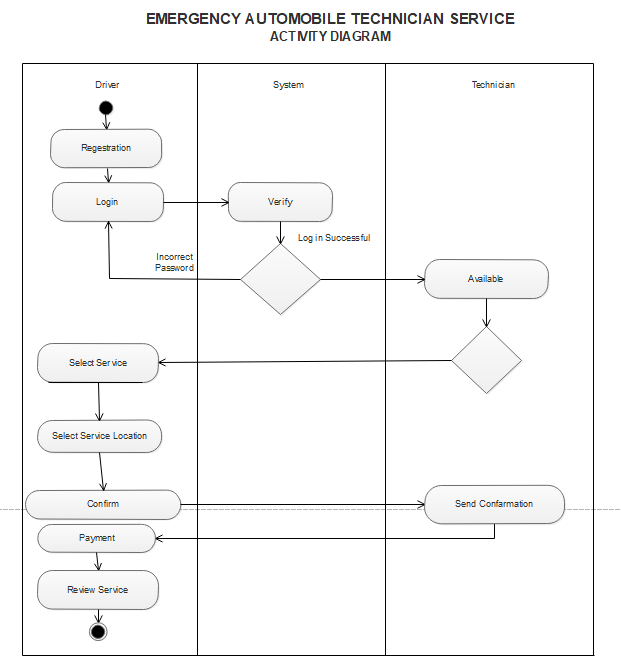 EMERGENCY AUTOMOBILE TECHNICIAN SERVICE
ACTIVITY DIAGRAM
Driver
System
Technician
Regestration
Login
Verify
Log in Successful
Incorrect
Password
Available
Select Service
Select Service Location
Confirm
Send Confarmation
Payment
Review Service